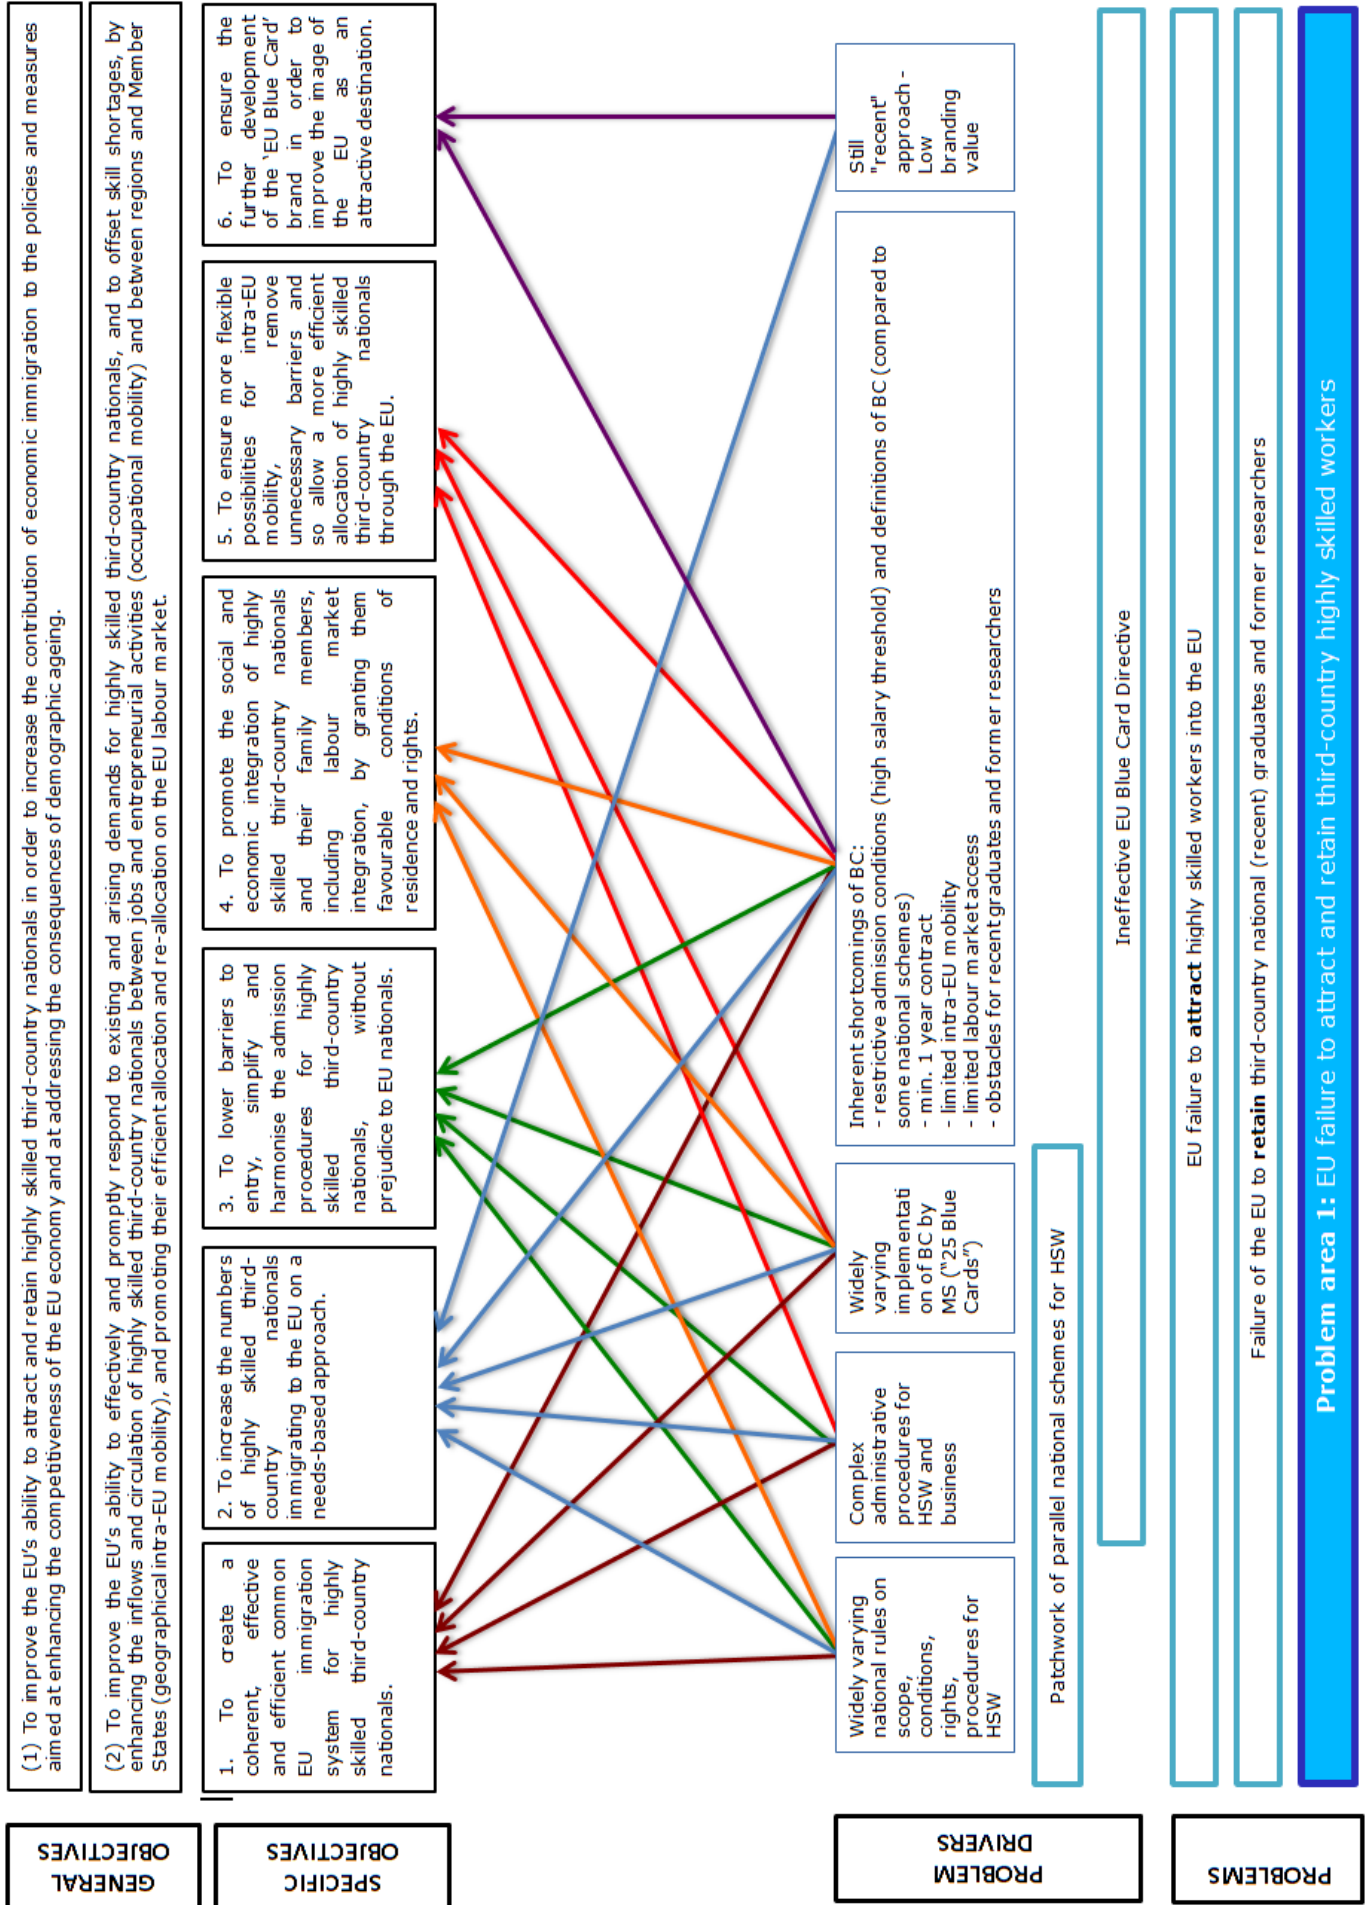 GENERAL
OBJECTIVES
(1) To improve the EU's ability to attract and retain highly skilled third-country nationals in order to increase the contribution of economic immigration to the policies and measures
aimed at enhancing the competitiveness of the EU economy and at addressing the consequences of demographic ageing.
(2) To improve the EU's ability to effectively and promptly respond to existing and arising demands for highly skilled third-country nationals, and to offset skill shortages, by
enhancing the inflows and circulation of highly skilled third-country nationals between jobs and entrepreneurial activities (occupational mobility) and between regions and Member
States (geographical intra-EU mobility), and promoting their efficient allocation and re-allocation on the EU labour market.
SPECIFIC
OBJECTIVES
1. To create a
coherent, effective
and efficient common
EU immigration
system for highly
skilled third-country
nationals.
2. To increase the numbers
of highly skilled third-
country nationals
immigrating to the EU on a
needs-based approach.
3. To lower barriers to
entry, simplify and
harmonise the admission
procedures for highly
skilled third-country
nationals, without
prejudice to EU nationals.
4. To promote the social and
economic integration of highly
skilled third-country nationals
and their family members,
including labour market
integration, by granting them
favourable conditions of
residence and rights.
5. To ensure more flexible
possibilities for intra-EU
mobility, remove
unnecessary barriers and
so allow a more efficient
allocation of highly skilled
third-country nationals
through the EU.
6. To ensure the
further development
of the 'EU Blue Card'
brand in order to
improve the image of
the EU as an
attractive destination.
PROBLEM
DRIVERS
Widely varying
national rules on
scope,
conditions,
rights,
procedures for
HSW
Complex
administrative
procedures for
HSW and
business
Widely
varying
implementati
on of BC by
MS ("25 Blue
Cards")
Inherent shortcomings of BC:
- restrictive admission conditions (high salary threshold) and definitions of BC (compared to
some national schemes)
- min. 1 year contract
- limited intra-EU mobility
- limited labour market access
- obstacles for recent graduates and former researchers
Still
"recent"
approach -
Low
branding
value
Patchwork of parallel national schemes for HSW
Ineffective EU Blue Card Directive
PROBLEMS
EU failure to attract highly skilled workers into the EU
Failure of the EU to retain third-country national (recent) graduates and former researchers
Problem area 1: EU failure to attract and retain third-country highly skilled workers